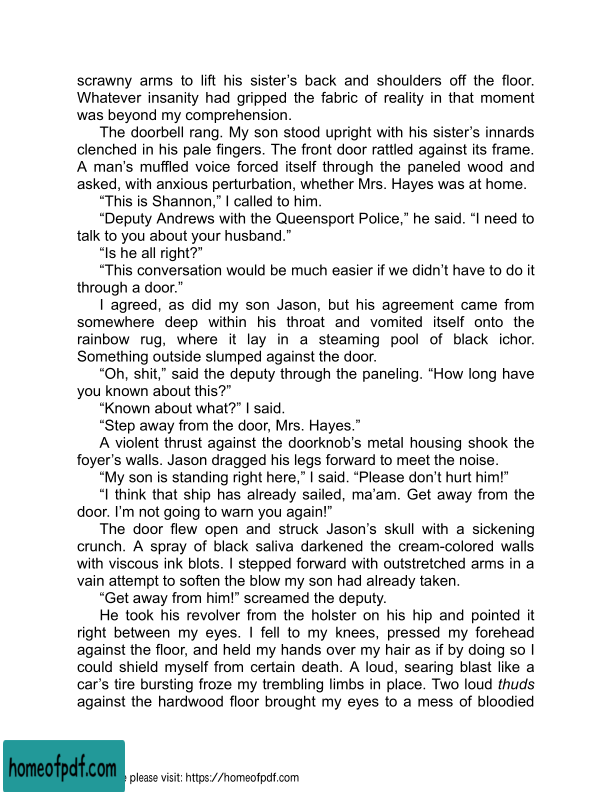 scrawny arms to lift his sister’s back and shoulders off the floor.
Whatever insanity had gripped the fabric of reality in that moment
was beyond my comprehension.
The doorbell rang. My son stood upright with his sister’s innards
clenched in his pale fingers. The front door rattled against its frame.
A man’s muffled voice forced itself through the paneled wood and
asked, with anxious perturbation, whether Mrs. Hayes was at home.
“This is Shannon,” I called to him.
“Deputy Andrews with the Queensport Police,” he said. “I need to
talk to you about your husband.”
“Is he all right?”
“This conversation would be much easier if we didn’t have to do it
through a door.”
I agreed, as did my son Jason, but his agreement came from
somewhere deep within his throat and vomited itself onto the
rainbow rug, where it lay in a steaming pool of black ichor.
Something outside slumped against the door.
“Oh, shit,” said the deputy through the paneling. “How long have
you known about this?”
“Known about what?” I said.
“Step away from the door, Mrs. Hayes.”
A violent thrust against the doorknob’s metal housing shook the
foyer’s walls. Jason dragged his legs forward to meet the noise.
“My son is standing right here,” I said. “Please don’t hurt him!”
“I think that ship has already sailed, ma’am. Get away from the
door. I’m not going to warn you again!”
The door flew open and struck Jason’s skull with a sickening
crunch. A spray of black saliva darkened the cream-colored walls
with viscous ink blots. I stepped forward with outstretched arms in a
vain attempt to soften the blow my son had already taken.
“Get away from him!” screamed the deputy.
He took his revolver from the holster on his hip and pointed it
right between my eyes. I fell to my knees, pressed my forehead
against the floor, and held my hands over my hair as if by doing so I
could shield myself from certain death. A loud, searing blast like a
car’s tire bursting froze my trembling limbs in place. Two loud thuds
against the hardwood floor brought my eyes to a mess of bloodied
homeofpdf.com
please visit: https://homeofpdf.com